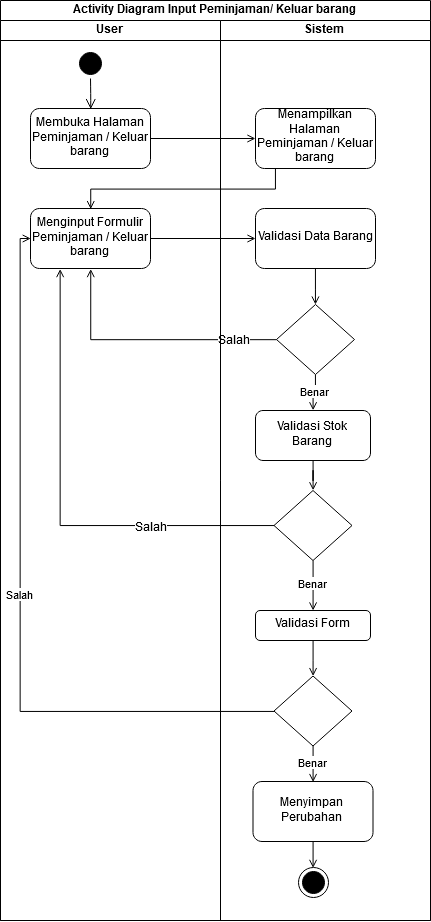 Activity Diagram Input Peminjaman/ Keluar barang
User
Sistem
Membuka Halaman
Peminjaman / Keluar
barang
Menampilkan
Halaman
Peminjaman / Keluar
barang
Menginput Formulir
Peminjaman / Keluar
barang
Validasi Data Barang
Salah
Benar
Validasi Stok
Barang
Salah
Benar
Salah
Validasi Form
Benar
Menyimpan
Perubahan